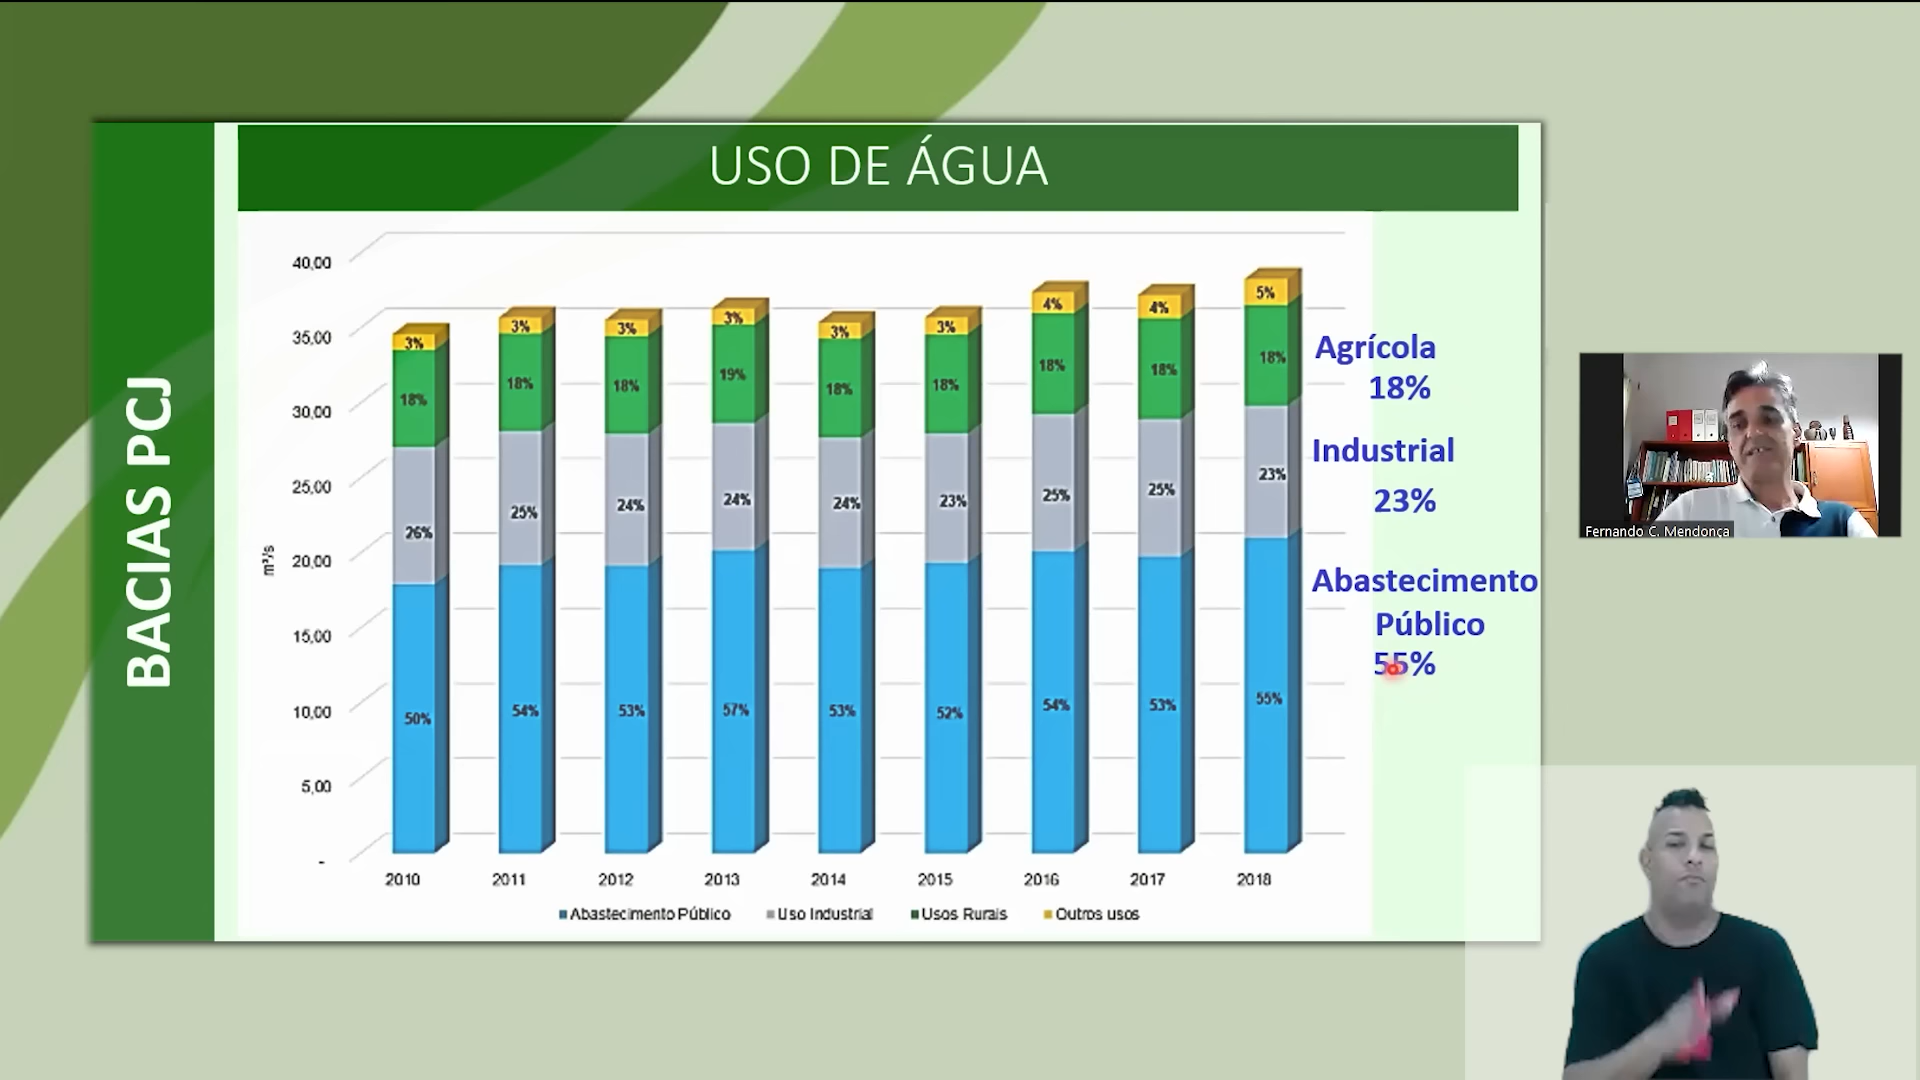 USO DE ÁGUA
BACIAS PCJ
40,00
35,00
30,00
25,00
20,00
15,00
10,00
5,00
-
m³/s
3% 3% 3% 3% 3% 3% 4% 4% 5%
18% 18% 18% 19% 18% 18% 18% 18% 18%
26% 25% 24% 24% 24% 23% 25% 25% 23%
50% 54% 53% 57% 53% 52% 54% 53% 55%
2010 2011 2012 2013 2014 2015 2016 2017 2018
Abastecimento Público Uso Industrial Usos Rurais Outros usos
Agrícola
18%
Industrial
23%
Abastecimento
Público
55%
Fernando C. Mendonça